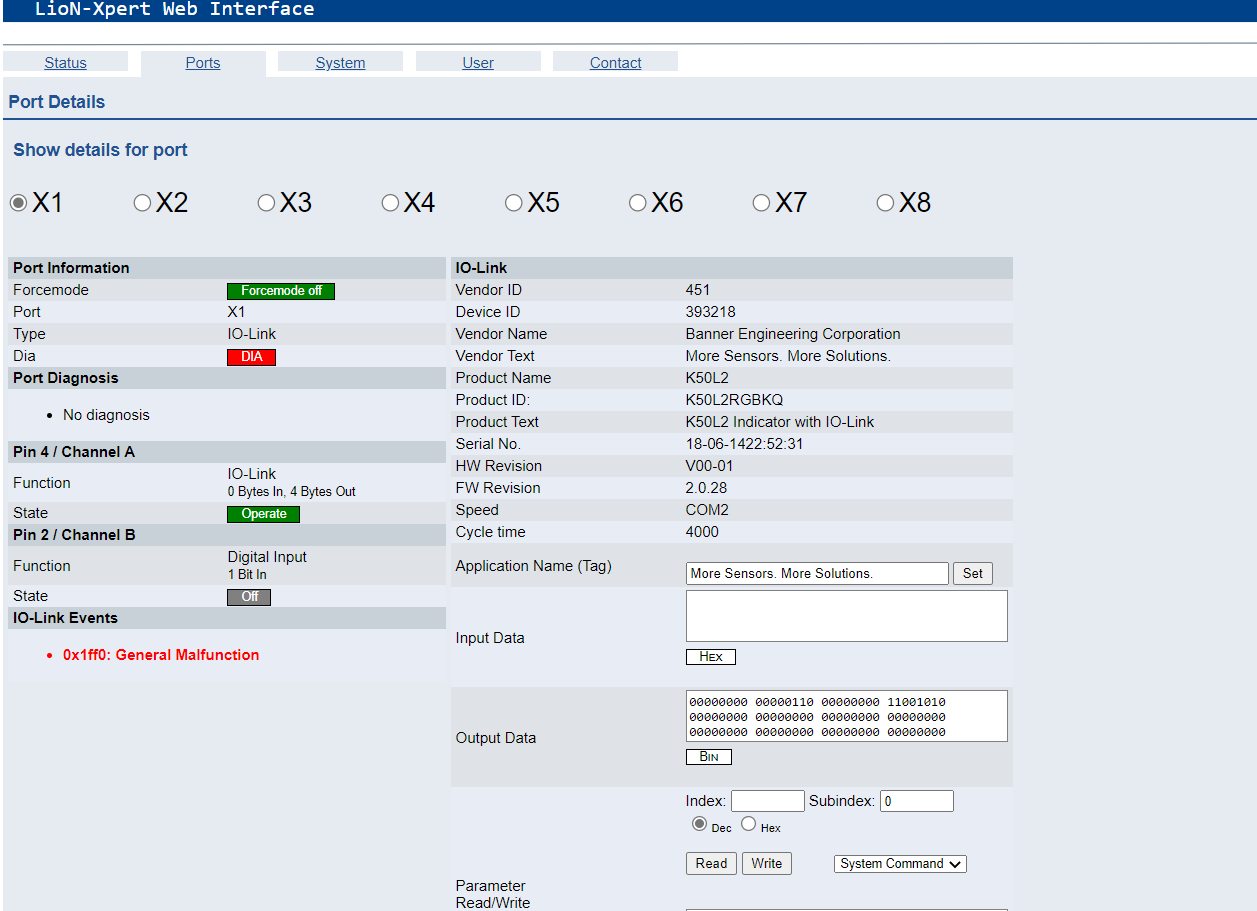 LioN-Xpert Web Interface
Status Ports System User Contact
Port Details
Show details for port
X1 X2 X3 X4 X5 X6 X7 X8
Port Information
Forcemode Forcemode off
Port X1
Type IO-Link
Dia DIA
Port Diagnosis
No diagnosis
Pin 4 / Channel A
Function IO-Link
0 Bytes In, 4 Bytes Out
State Operate
Pin 2 / Channel B
Function Digital Input
1 Bit In
State Off
IO-Link Events
0x1ff0: General Malfunction
IO-Link
Vendor ID 451
Device ID 393218
Vendor Name Banner Engineering Corporation
Vendor Text More Sensors. More Solutions.
Product Name K50L2
Product ID: K50L2RGBKQ
Product Text K50L2 Indicator with IO-Link
Serial No. 18-06-1422:52:31
HW Revision V00-01
FW Revision 2.0.28
Speed COM2
Cycle time 4000
Application Name (Tag) More Sensors. More Solutions. Set
Input Data
Hex
Output Data
00000000 00000110 00000000 11001010
00000000 00000000 00000000 00000000
00000000 00000000 00000000 00000000
Bin
Index: Subindex: 0
Dec Hex
Read Write System Command
Parameter
Read/Write